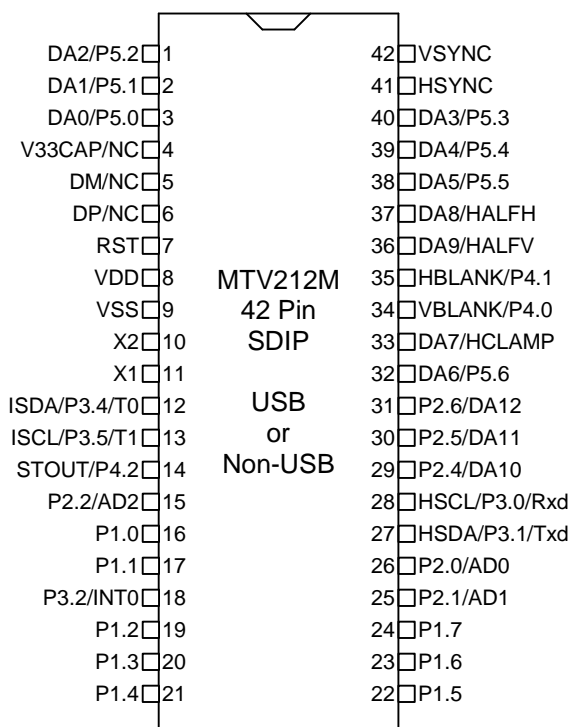 DA2/P5.2 1 42 VSYNC
DA1/P5.1 2 41 HSYNC
DA0/P5.0 3 40 DA3/P5.3
V33CAP/NC 4 39 DA4/P5.4
DM/NC 5 38 DA5/P5.5
DP/NC 6 37 DA8/HALFH
RST 7 36 DA9/HALFV
VDD 8 MTV212M 35 HBLANK/P4.1
VSS 9 42 Pin 34 VBLANK/P4.0
X2 10 SDIP 33 DA7/HCLAMP
X1 11 32 DA6/P5.6
ISDA/P3.4/T0 12 USB 31 P2.6/DA12
ISCL/P3.5/T1 13 or 30 P2.5/DA11
STOUT/P4.2 14 Non-USB 29 P2.4/DA10
P2.2/AD2 15 28 HSCL/P3.0/Rxd
P1.0 16 27 HSDA/P3.1/Txd
P1.1 17 26 P2.0/AD0
P3.2/INT0 18 25 P2.1/AD1
P1.2 19 24 P1.7
P1.3 20 23 P1.6
P1.4 21 22 P1.5